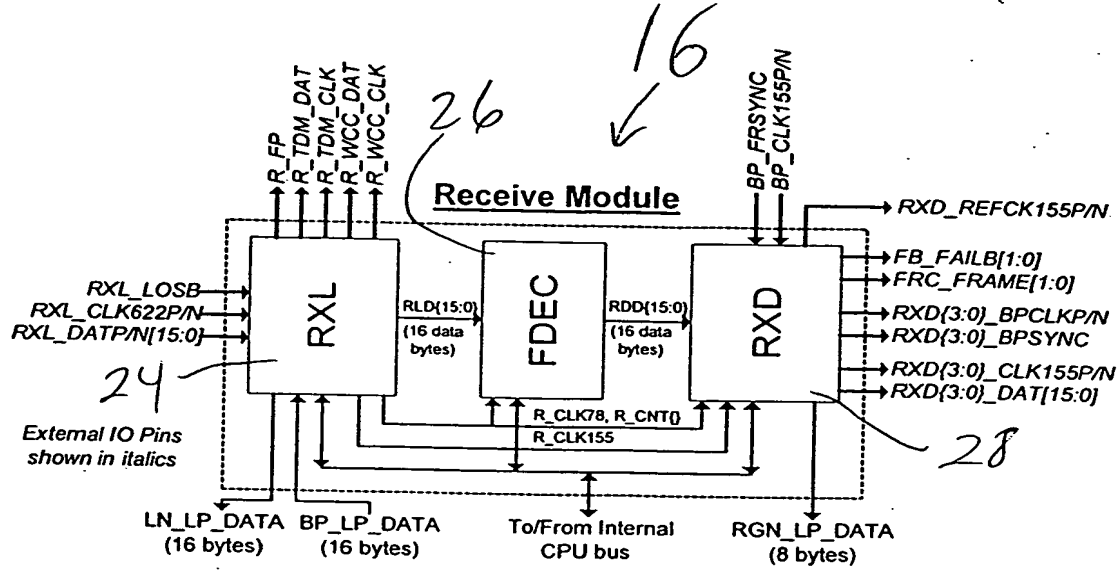 16
26
R_FP
R_TDM_DAT
R_TDM_CLK
R_WCC_DAT
R_WCC_CLK
BP_FRSYNC
BP_CLK155P/N
Receive Module
RXD_REFCK155P/N
RXL_LOSB
RXL_CLK622P/N
RXL_DATP/N[15:0]
RXL
RLD{15:0}
(16 data
bytes)
FDEC
RDD{15:0}
(16 data
bytes)
RXD
FB_FAILB[1:0]
FRC_FRAME[1:0]
RXD{3:0}_BPCLKP/N
RXD{3:0}_BPSYNC
RXD{3:0}_CLK155P/N
RXD{3:0}_DAT[15:0]
24
R_CLK78, R_CNT{}
R_CLK155
28
External IO Pins
shown in italics
LN_LP_DATA
(16 bytes)
BP_LP_DATA
(16 bytes)
To/From Internal
CPU bus
RGN_LP_DATA
(8 bytes)